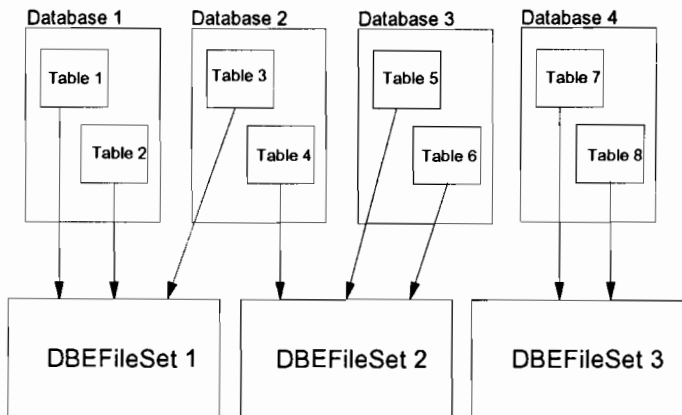 Database 1
Database 2
Database 3
Database 4
Table 1
Table 3
Table 5
Table 7
Table 2
Table 4
Table 6
Table 8
DBEFileSet 1
DBEFileSet 2
DBEFileSet 3